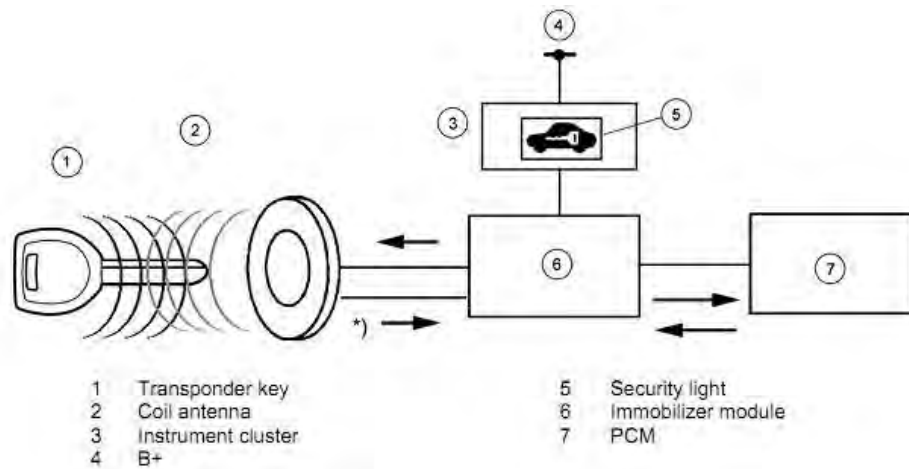 4
3
5
2
1
6
7
*)
1 Transponder key
2 Coil antenna
3 Instrument cluster
4 B+
5 Security light
6 Immobilizer module
7 PCM